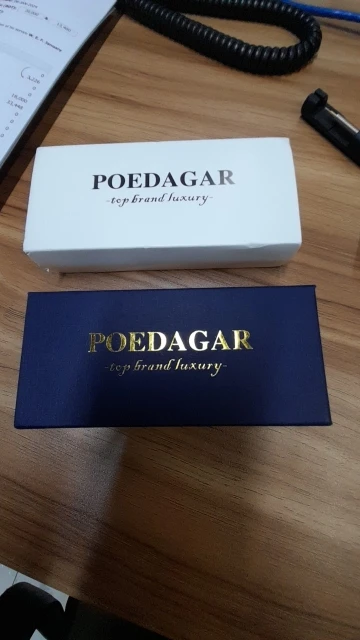 POEDAGAR
-top brand luxury-
POEDAGAR
-top brand luxury-